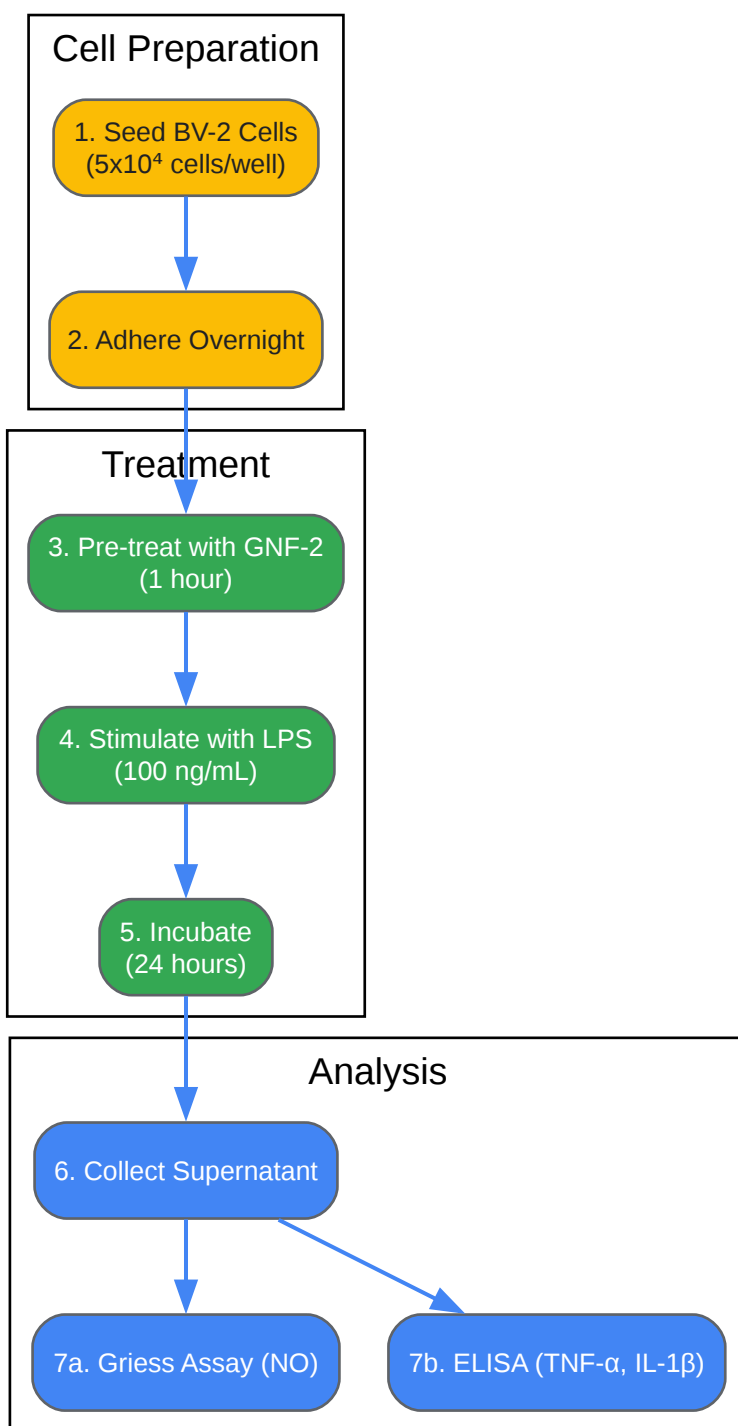 Cell Preparation
1. Seed BV-2 Cells
(5x10⁴ cells/well)
2. Adhere Overnight
Treatment
3. Pre-treat with GNF-2
(1 hour)
4. Stimulate with LPS
(100 ng/mL)
5. Incubate
(24 hours)
Analysis
6. Collect Supernatant
7a. Griess Assay (NO)
7b. ELISA (TNF-α, IL-1β)